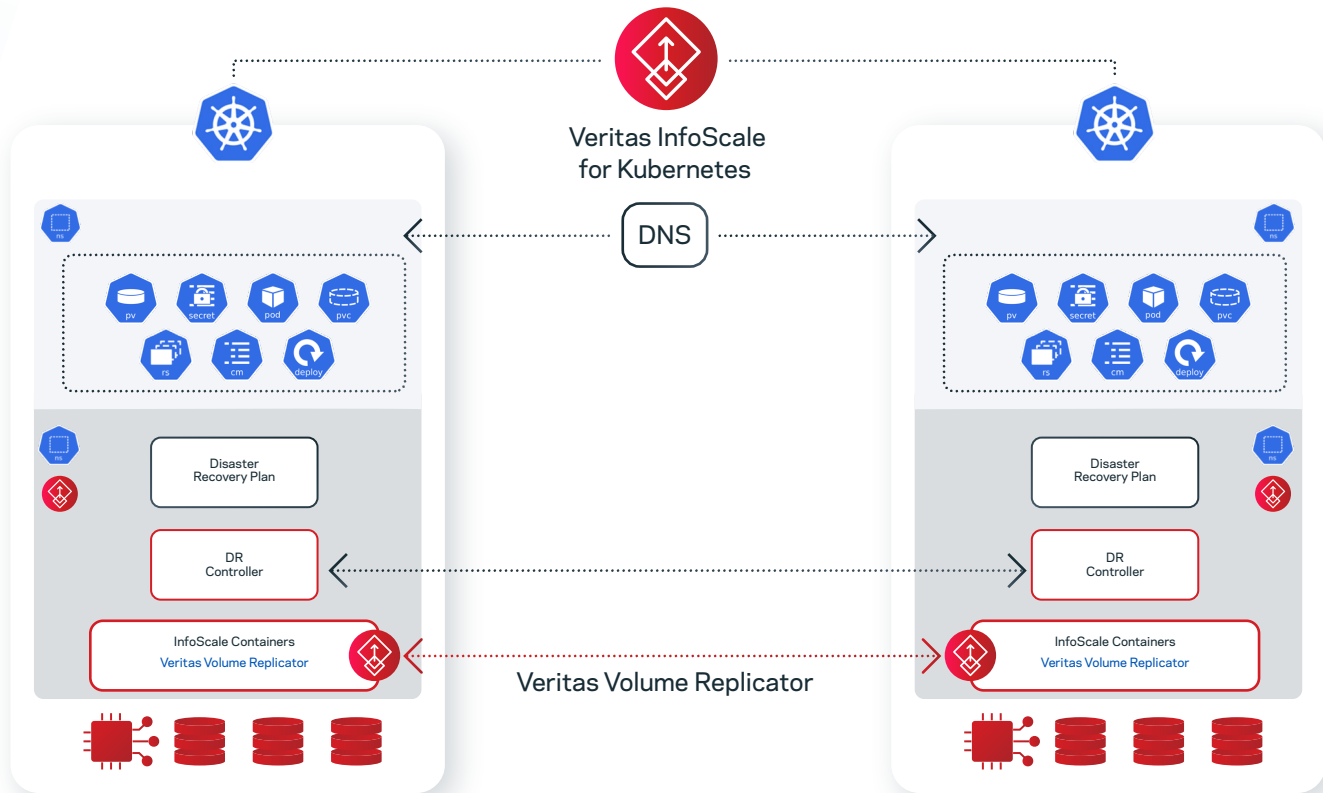 Veritas InfoScale
for Kubernetes
DNS
ns
pv
secret
pod
pvc
rs
cm
deploy
ns
Disaster
Recovery Plan
DR
Controller
InfoScale Containers
Veritas Volume Replicator
Veritas Volume Replicator
ns
pv
secret
pod
pvc
rs
cm
deploy
ns
Disaster
Recovery Plan
DR
Controller
InfoScale Containers
Veritas Volume Replicator